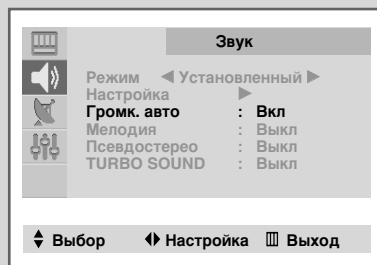 Звук
Режим ◀ Установленный ▶
Настройка ▶
Громк. авто : Вкл
Мелодия : Выкл
Псевдостерео : Выкл
TURBO SOUND : Выкл
Выбор Настройка Выход